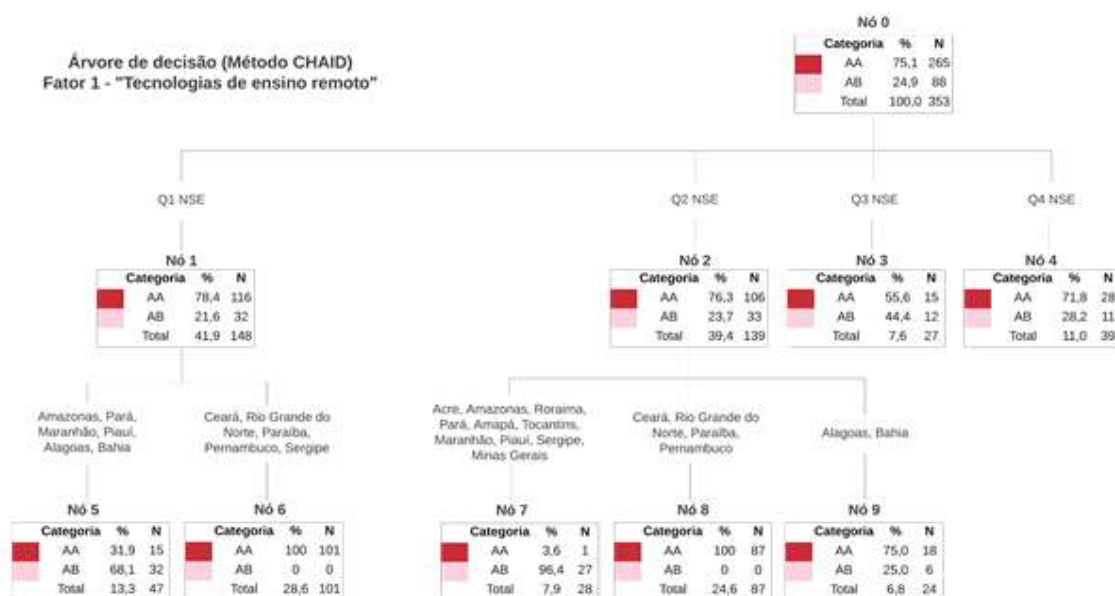 Árvore de decisão (Método CHAID)
Fator 1 - "Tecnologias de ensino remoto"
Nó 0
Categoria % N
AA 75,1 265
AB 24,9 88
Total 100,0 353
Q1 NSE
Q2 NSE
Q3 NSE
Q4 NSE
Nó 1
Categoria % N
AA 78,4 116
AB 21,6 32
Total 41,9 148
Nó 2
Categoria % N
AA 76,3 106
AB 23,7 33
Total 39,4 139
Nó 3
Categoria % N
AA 55,6 15
AB 44,4 12
Total 7,6 27
Nó 4
Categoria % N
AA 71,8 28
AB 28,2 11
Total 11,0 39
Amazonas, Pará,
Maranhão, Piauí,
Alagoas, Bahia
Ceará, Rio Grande do
Norte, Paraíba,
Pernambuco, Sergipe
Acre, Amazonas, Roraima,
Pará, Amapá, Tocantins,
Maranhão, Piauí, Sergipe,
Minas Gerais
Ceará, Rio Grande do
Norte, Paraíba,
Pernambuco
Alagoas, Bahia
Nó 5
Categoria % N
AA 31,9 15
AB 68,1 32
Total 13,3 47
Nó 6
Categoria % N
AA 100 101
AB 0 0
Total 28,6 101
Nó 7
Categoria % N
AA 3,6 1
AB 96,4 27
Total 7,9 28
Nó 8
Categoria % N
AA 100 87
AB 0 0
Total 24,6 87
Nó 9
Categoria % N
AA 75,0 18
AB 25,0 6
Total 6,8 24